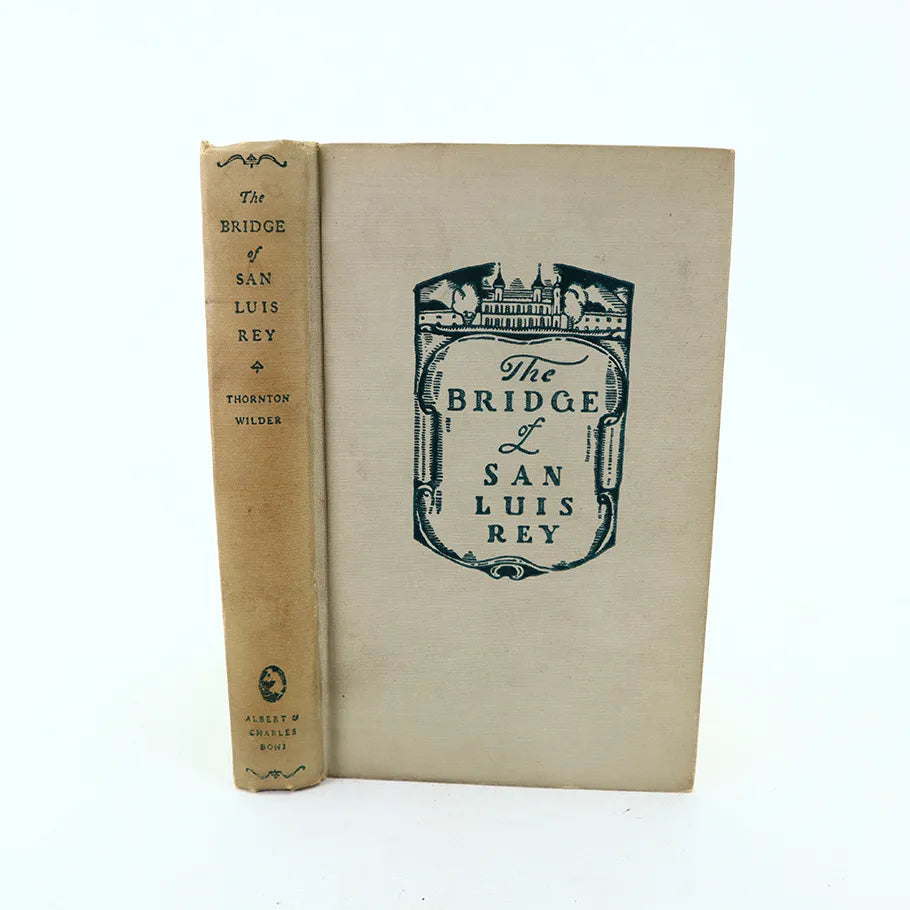 The
BRIDGE
of
SAN
LUIS
REY
THORNTON
WILDER
ALBERT &
CHARLES
BONI
The
BRIDGE
of
SAN
LUIS
REY